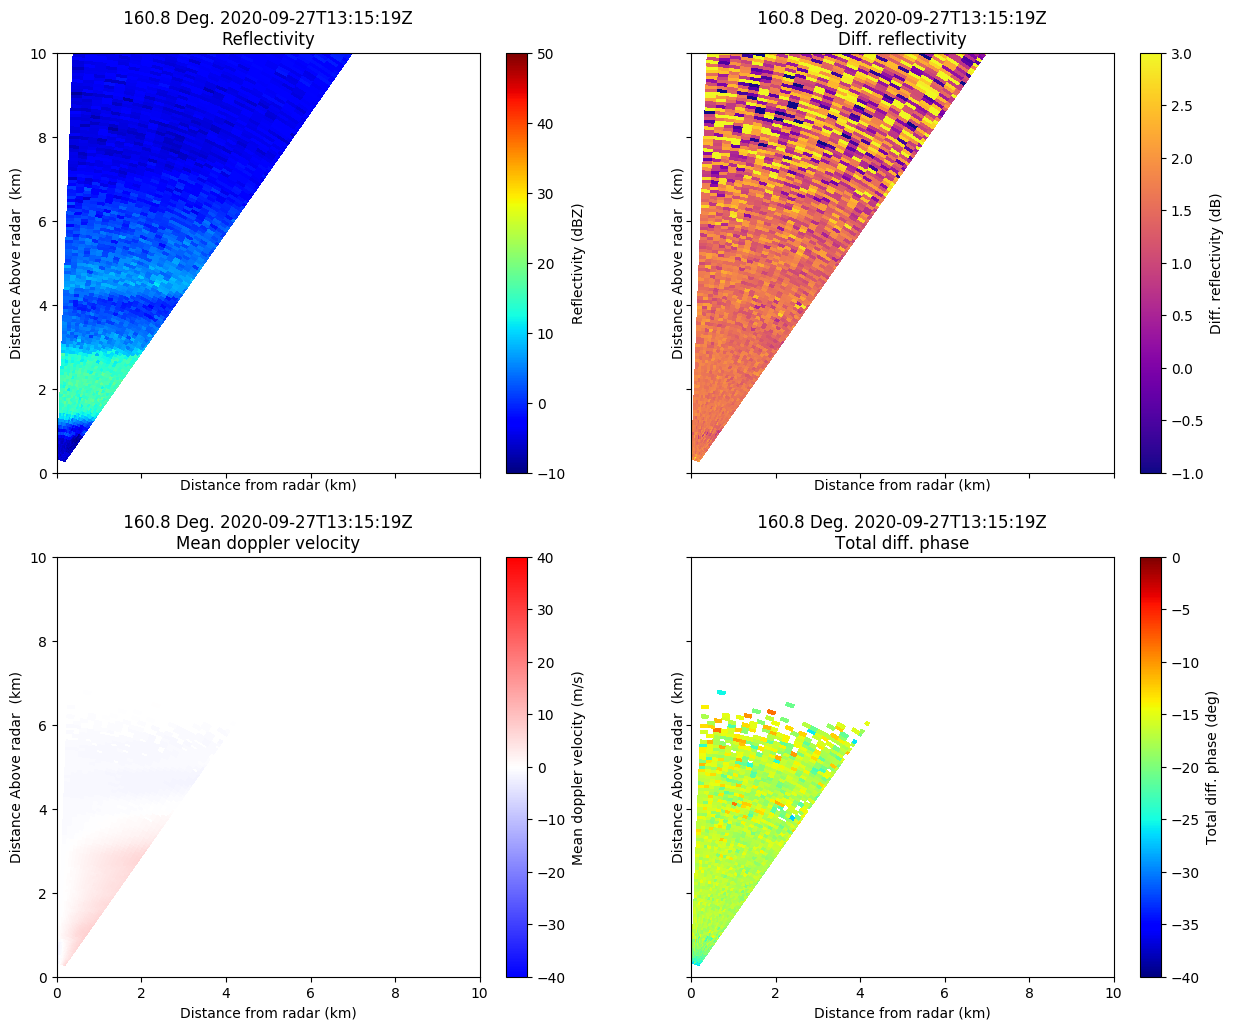 160.8 Deg. 2020-09-27T13:15:19Z
Reflectivity
10
8
6
4
2
0
Distance Above radar  (km)
Distance from radar (km)
50
40
30
20
10
0
−10
Reflectivity (dBZ)
160.8 Deg. 2020-09-27T13:15:19Z
Diff. reflectivity
Distance Above radar  (km)
Distance from radar (km)
3.0
2.5
2.0
1.5
1.0
0.5
0.0
−0.5
−1.0
Diff. reflectivity (dB)
160.8 Deg. 2020-09-27T13:15:19Z
Mean doppler velocity
10
8
6
4
2
0
Distance Above radar  (km)
0 2 4 6 8 10
Distance from radar (km)
40
30
20
10
0
−10
−20
−30
−40
Mean doppler velocity (m/s)
160.8 Deg. 2020-09-27T13:15:19Z
Total diff. phase
Distance Above radar  (km)
0 2 4 6 8 10
Distance from radar (km)
0
−5
−10
−15
−20
−25
−30
−35
−40
Total diff. phase (deg)